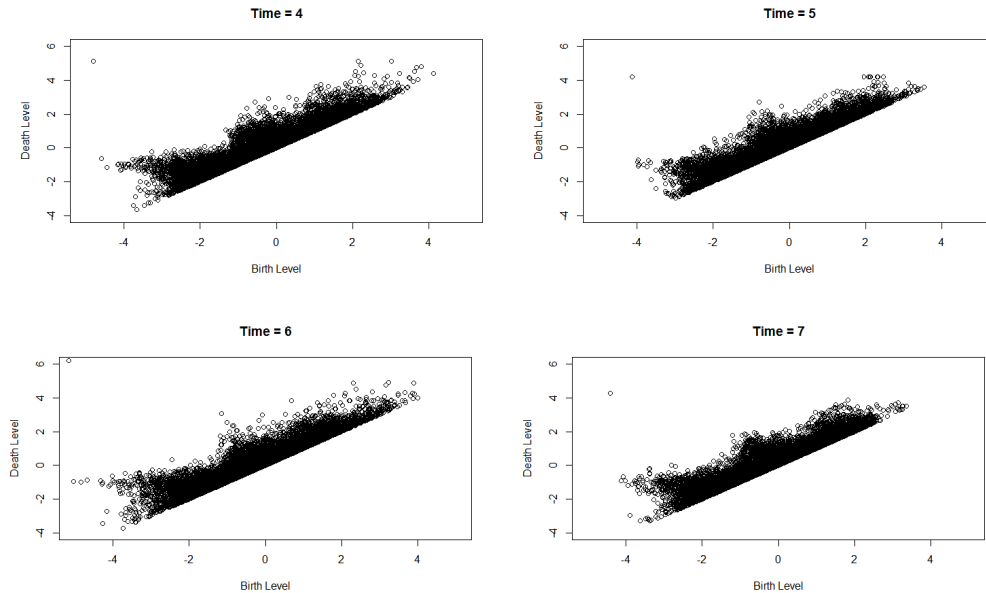 Time = 4
6
4
2
0
-2
-4
Death Level
-4 -2 0 2 4
Birth Level
Time = 5
6
4
2
0
-2
-4
Death Level
-4 -2 0 2 4
Birth Level
Time = 6
6
4
2
0
-2
-4
Death Level
-4 -2 0 2 4
Birth Level
Time = 7
6
4
2
0
-2
-4
Death Level
-4 -2 0 2 4
Birth Level